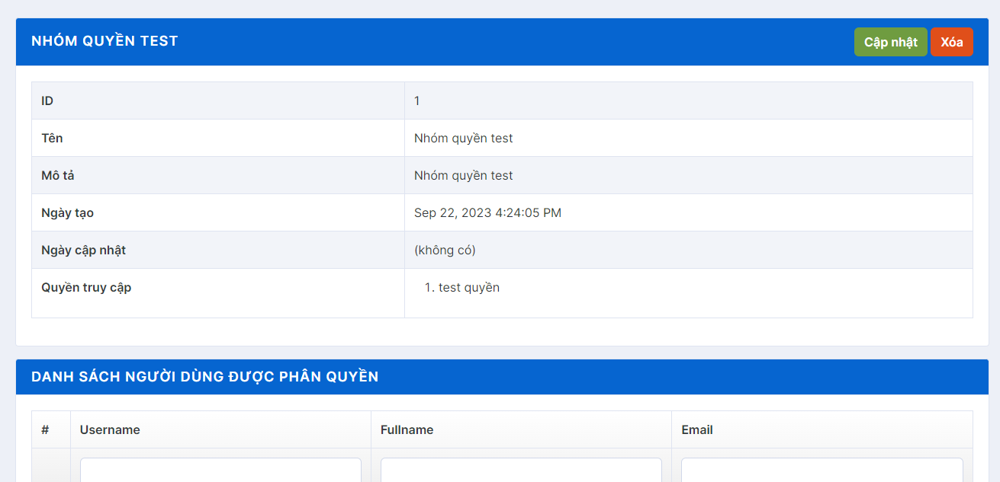 NHÓM QUYỀN TEST
Cập nhật Xóa
ID 1
Tên Nhóm quyền test
Mô tả Nhóm quyền test
Ngày tạo Sep 22, 2023 4:24:05 PM
Ngày cập nhật (không có)
Quyền truy cập 1. test quyền
DANH SÁCH NGƯỜI DÙNG ĐƯỢC PHÂN QUYỀN
# Username Fullname Email